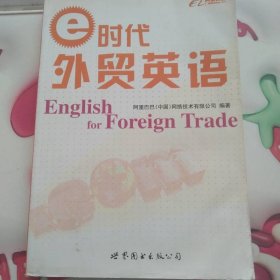 e时代
外贸英语
阿里巴巴(中国)网络技术有限公司 编著
English
for Foreign Trade
世界图书出版公司